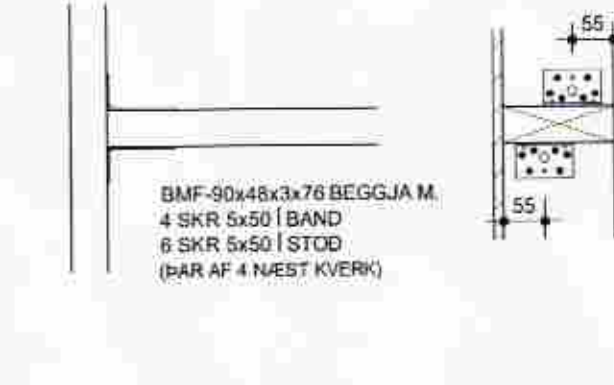 55
BMF-90x48x3x76 BEGGJA M.
4 SKR 5x50 Í BAND
6 SKR 5x50 Í STOÐ
(ÞAR AF 4 NÆST KVERK)
55